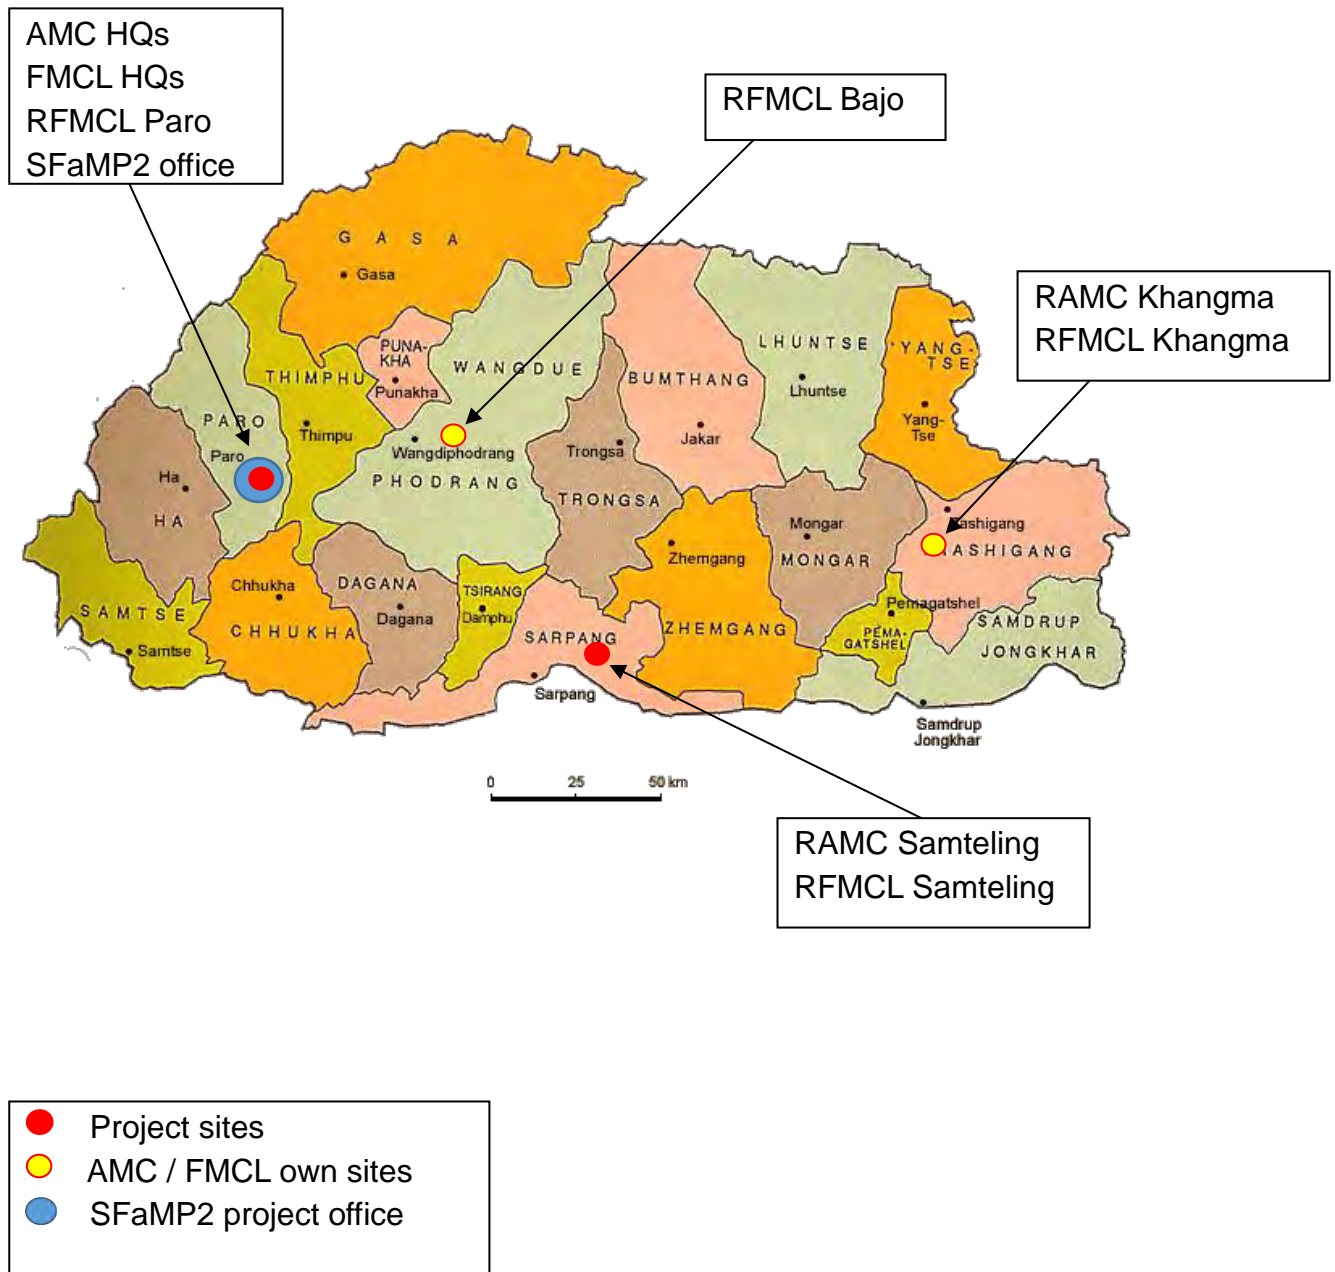 AMC HQs
FMCL HQs
RFMCL Paro
SFaMP2 office
RFMCL Bajo
RAMC Khangma
RFMCL Khangma
GASA
Gasa
PUNA-
KHA
Punakha
WANGDUE
THIMPHU
Thimpu
PARO
Paro
Wangdiphodrang
PHODRANG
BUMTHANG
Jakar
LHUNTSE
Lhuntse
YANG-
TSE
Yang-
Tse
Ha
HA
Trongsa
TRONGSA
Mongar
MONGAR
Tashigang
TASHIGANG
Zhemgang
ZHEMGANG
Chhukha
CHHUKHA
DAGANA
Dagana
TSIRANG
Damphu
SARPANG
Sarpang
SAMTSE
Samtse
Pemagatshel
PEMA-
GATSHEL
SAMDRUP
JONGKHAR
Samdrup
Jongkhar
0 25 50 km
RAMC Samteling
RFMCL Samteling
Project sites
AMC / FMCL own sites
SFaMP2 project office